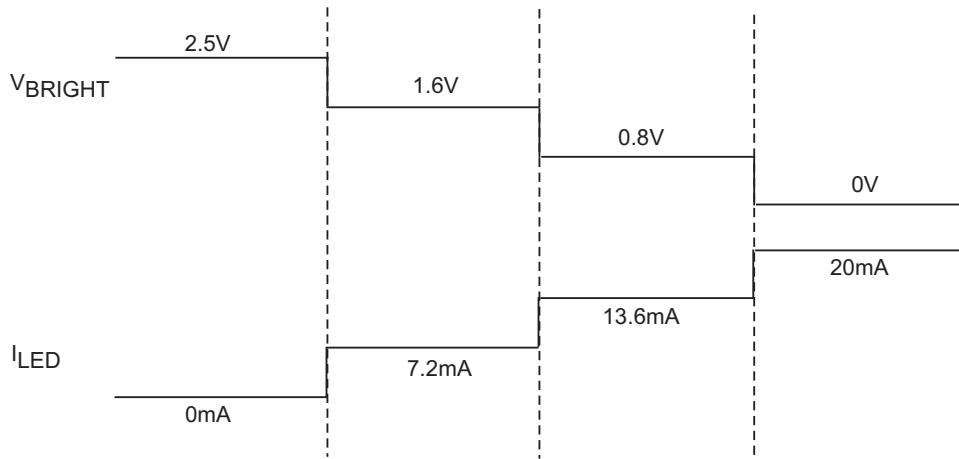 2.5V
VBRIGHT
1.6V
0.8V
0V
20mA
13.6mA
ILED
7.2mA
0mA